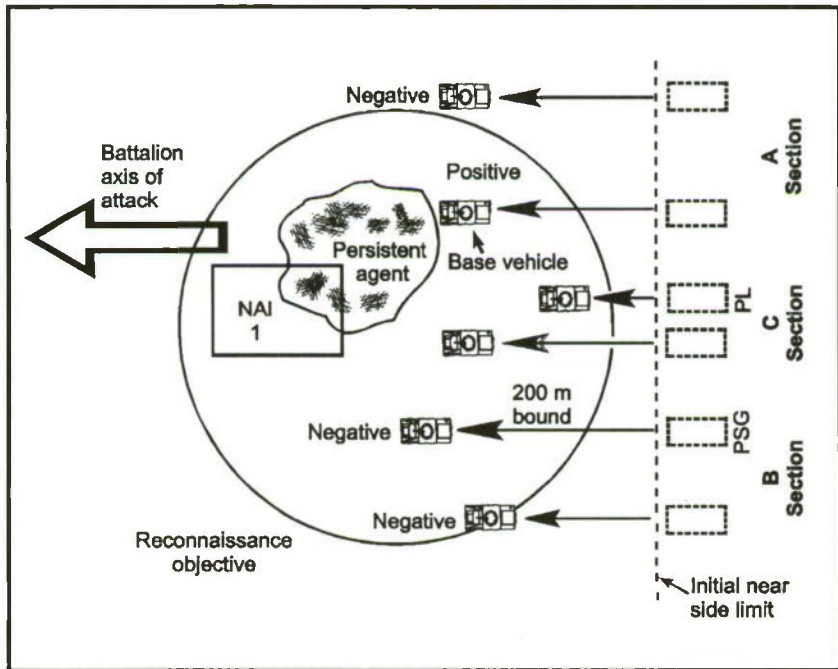 Negative
Battalion
axis of
attack
Positive
A
Section
Persistent
agent
Base vehicle
NAI
1
PL
C
Section
200 m
bound
Negative
PSG
B
Section
Negative
Reconnaissance
objective
Initial near
side limit